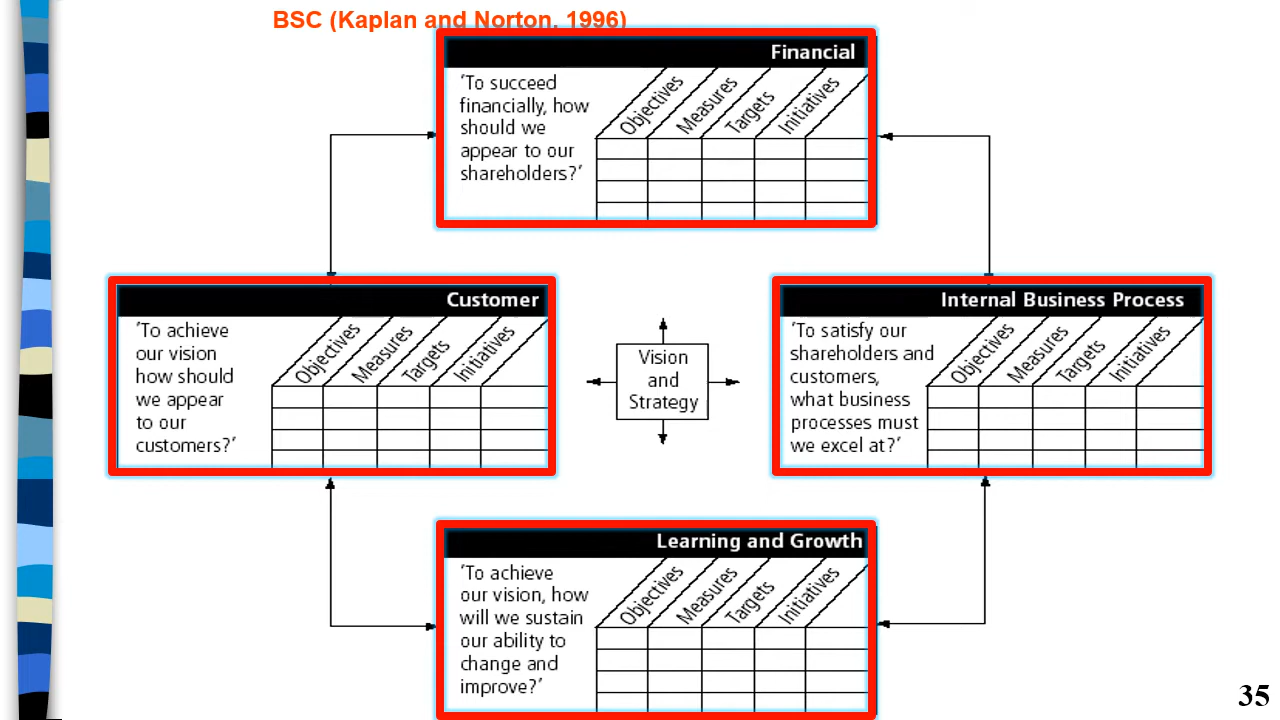 BSC (Kaplan and Norton, 1996)
Financial
‘To succeed
financially, how
should we
appear to our
shareholders?’
Objectives
Measures
Targets
Initiatives
Customer
‘To achieve
our vision
how should
we appear
to our
customers?’
Objectives
Measures
Targets
Initiatives
Vision
and
Strategy
Internal Business Process
‘To satisfy our
shareholders and
customers,
what business
processes must
we excel at?’
Objectives
Measures
Targets
Initiatives
Learning and Growth
‘To achieve
our vision, how
will we sustain
our ability to
change and
improve?’
Objectives
Measures
Targets
Initiatives
35